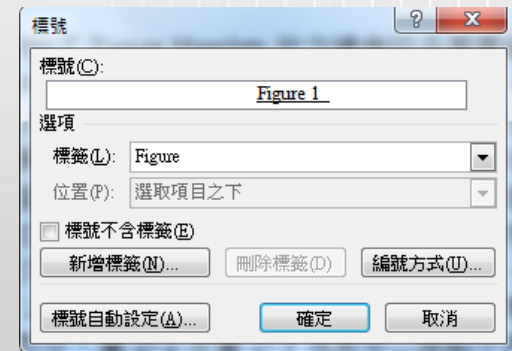 標號
標號(C):
Figure 1
選項
標籤(L): Figure
位置(P): 選取項目之下
標號不含標籤(E)
新增標籤(N)... 刪除標籤(D) 編號方式(U)...
標號自動設定(A)... 確定 取消